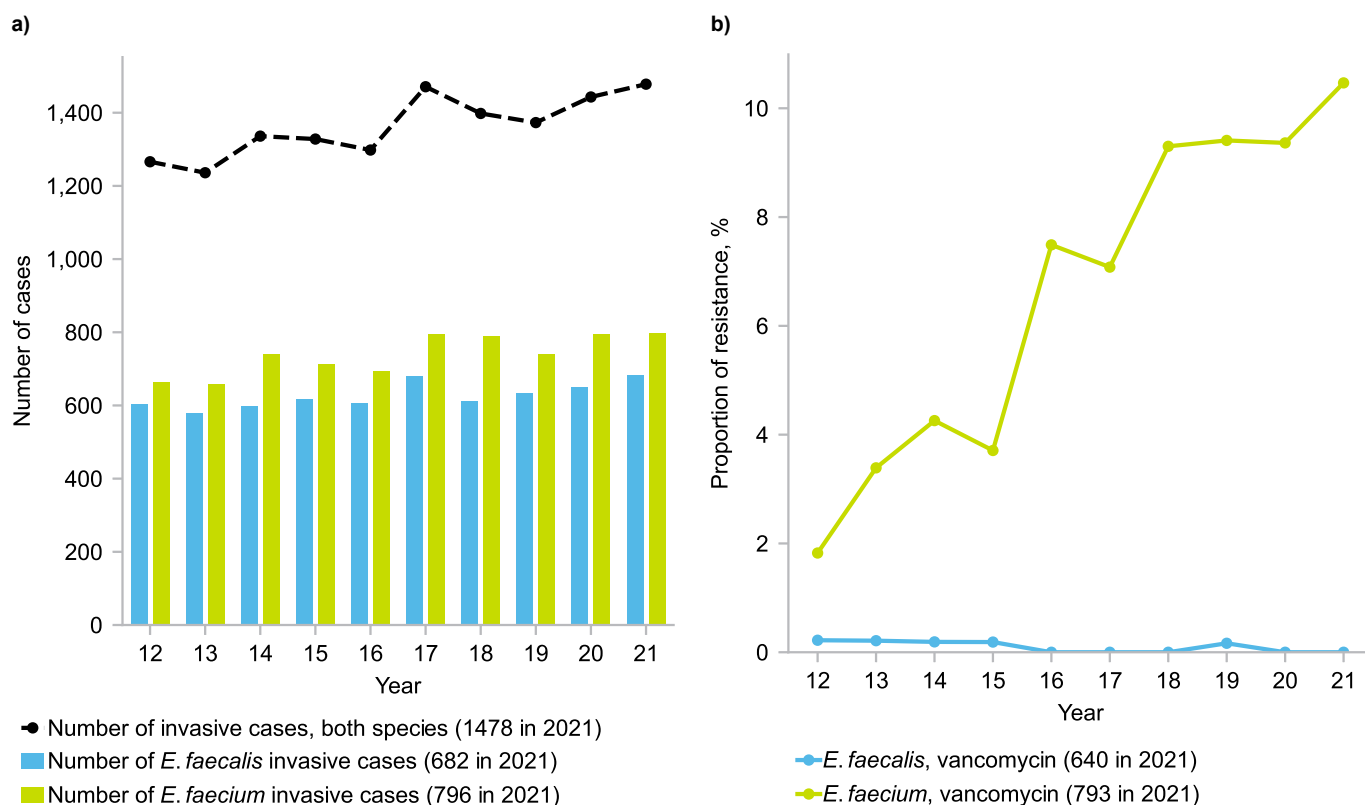 a)
Number of cases
1,400
1,200
1,000
800
600
400
200
0
12 13 14 15 16 17 18 19 20 21
Year
Number of invasive cases, both species (1478 in 2021)
Number of E. faecalis invasive cases (682 in 2021)
Number of E. faecium invasive cases (796 in 2021)
b)
Proportion of resistance, %
10
8
6
4
2
0
12 13 14 15 16 17 18 19 20 21
Year
E. faecalis, vancomycin (640 in 2021)
E. faecium, vancomycin (793 in 2021)